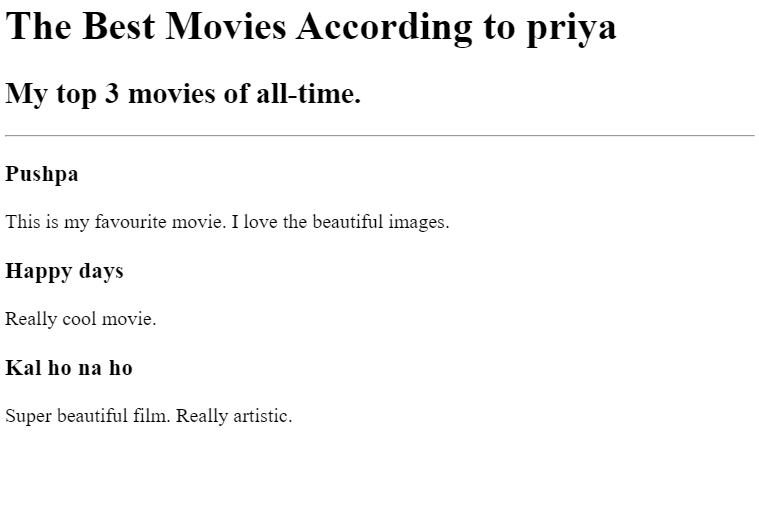 The Best Movies According to priya
My top 3 movies of all-time.
Pushpa
This is my favourite movie. I love the beautiful images.
Happy days
Really cool movie.
Kal ho na ho
Super beautiful film. Really artistic.